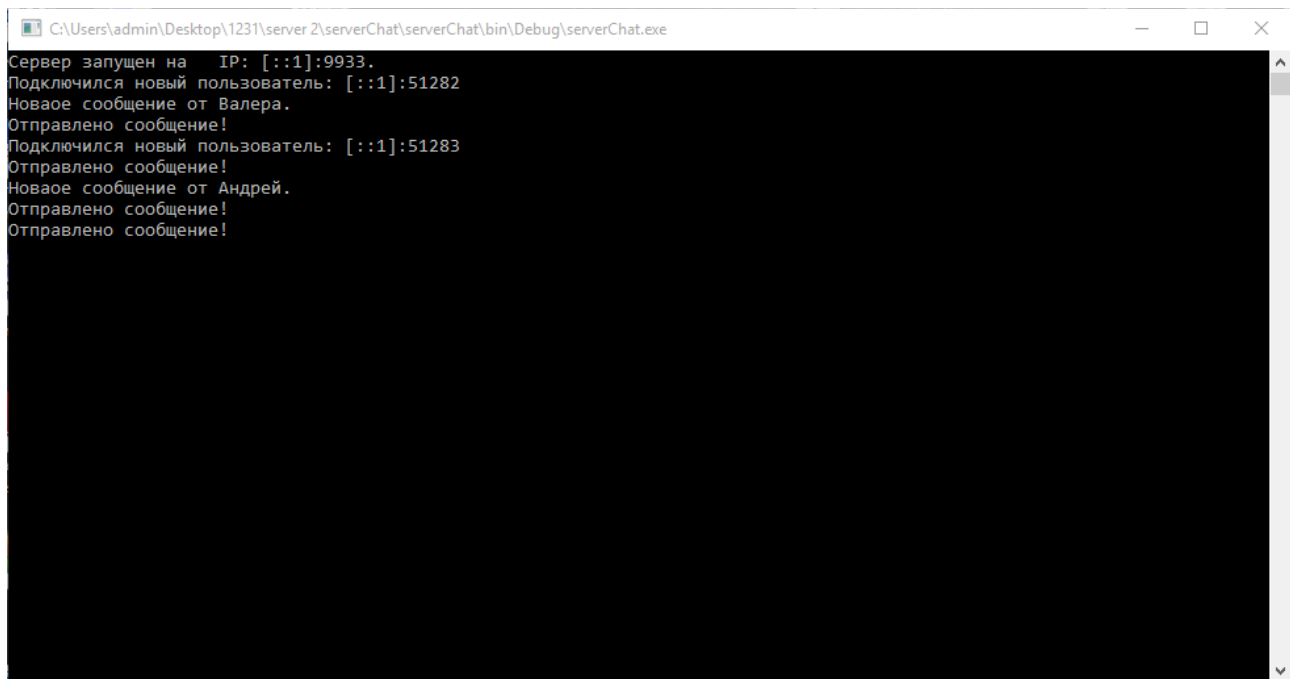 C:\Users\admin\Desktop\1231\server 2\serverChat\serverChat\bin\Debug\serverChat.exe
Сервер запущен на   IP: [::1]:9933.
Подключился новый пользователь: [::1]:51282
Новаое сообщение от Валера.
Отправлено сообщение!
Подключился новый пользователь: [::1]:51283
Отправлено сообщение!
Новаое сообщение от Андрей.
Отправлено сообщение!
Отправлено сообщение!